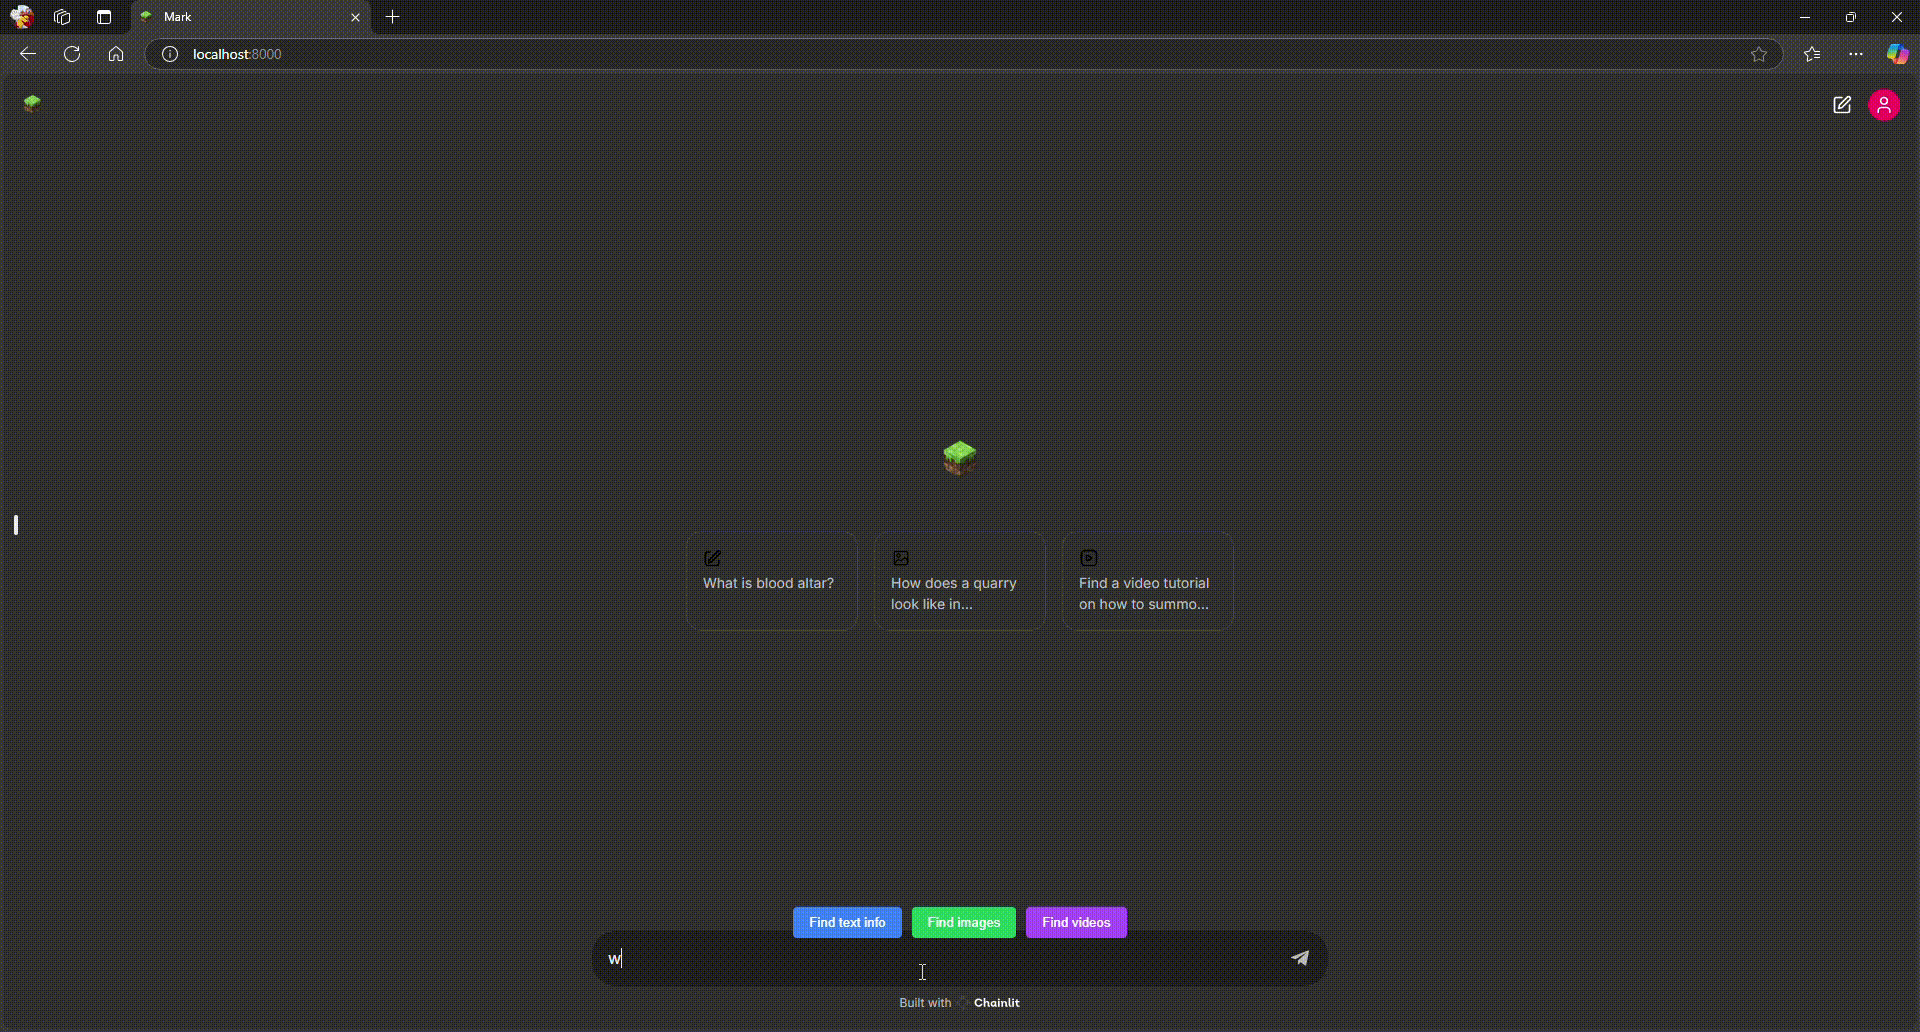 Mark
localhost:8000
What is blood altar?
How does a quarry
look like in...
Find a video tutorial
on how to summo...
Find text info
Find images
Find videos
w
Built with Chainlit